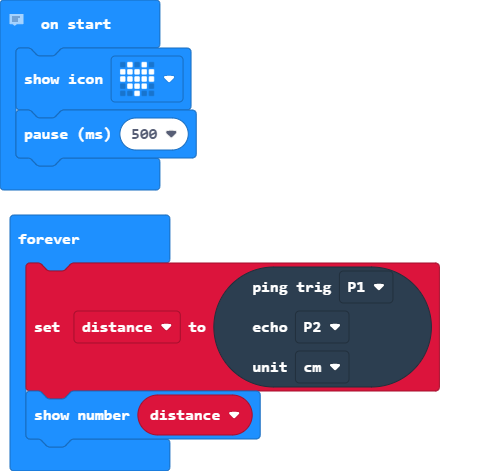 on start
show icon
pause (ms) 500
forever
ping trig P1
set distance to echo P2
unit cm
show number distance